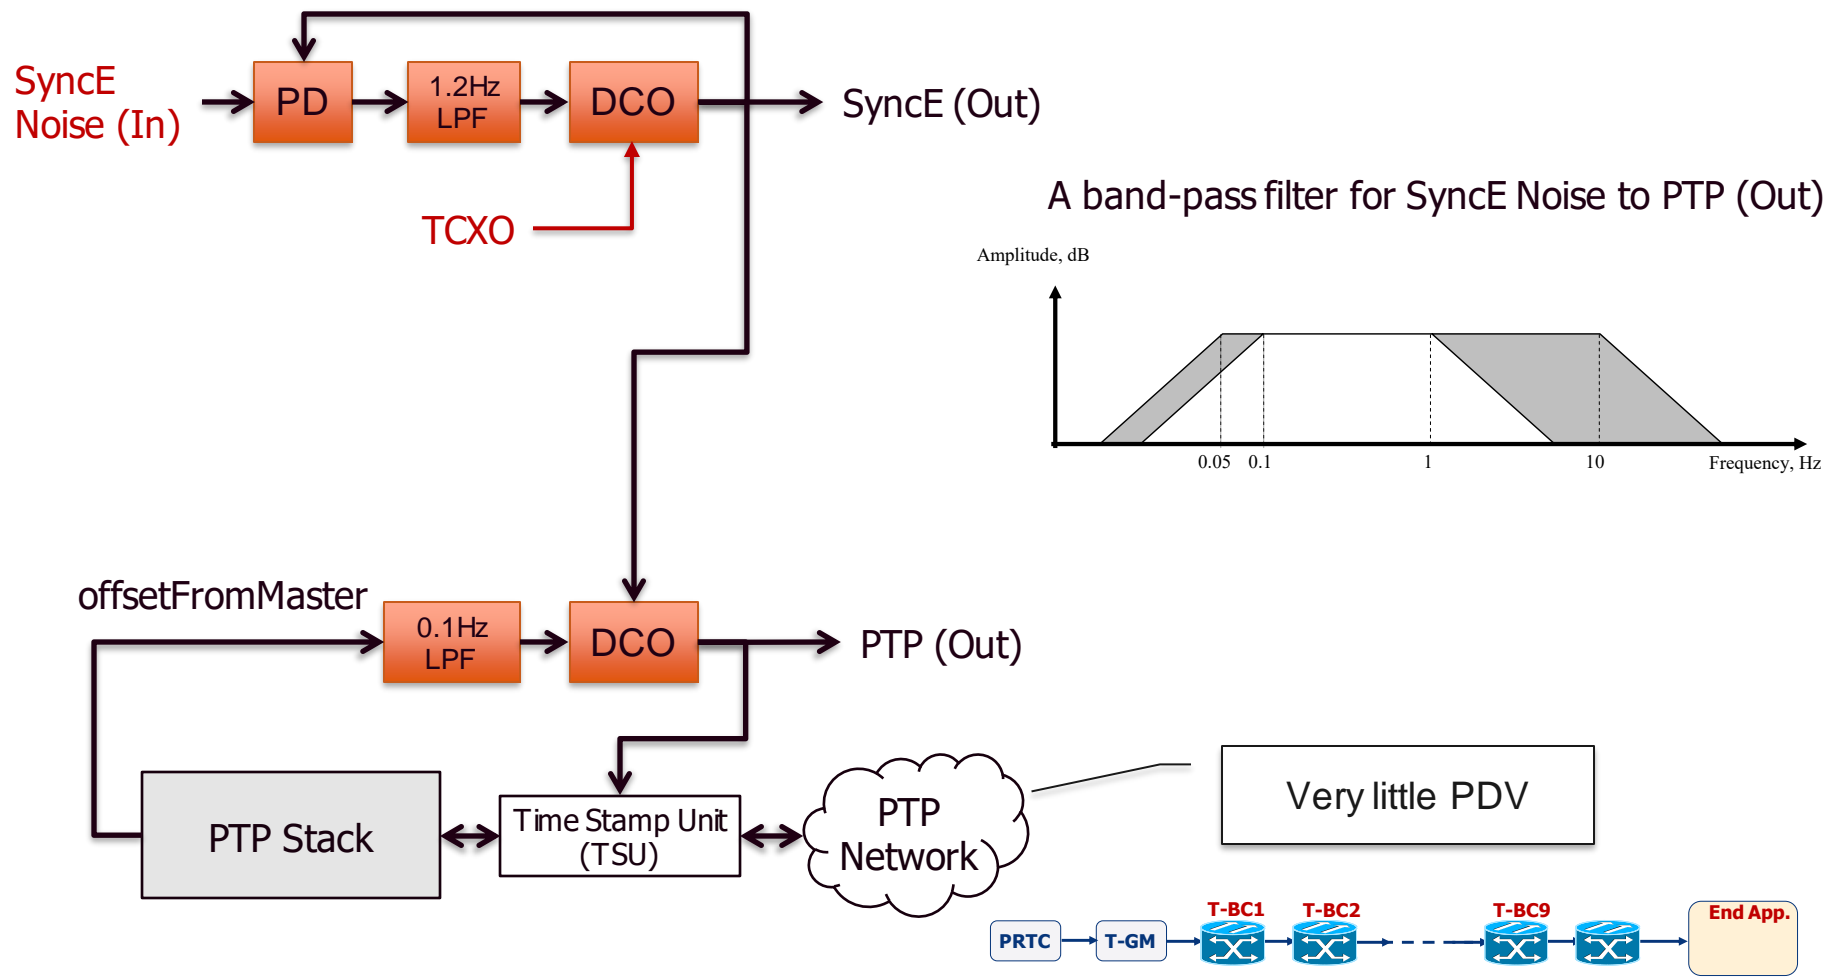 SyncE
Noise (In)
PD
1.2Hz
LPF
DCO
SyncE (Out)
TCXO
A band-pass filter for SyncE Noise to PTP (Out)
Amplitude, dB
0.05
0.1
1
10
Frequency, Hz
offsetFromMaster
0.1Hz
LPF
DCO
PTP (Out)
PTP Stack
Time Stamp Unit
(TSU)
PTP
Network
Very little PDV
PRTC
T-GM
T-BC1
T-BC2
T-BC9
End App.